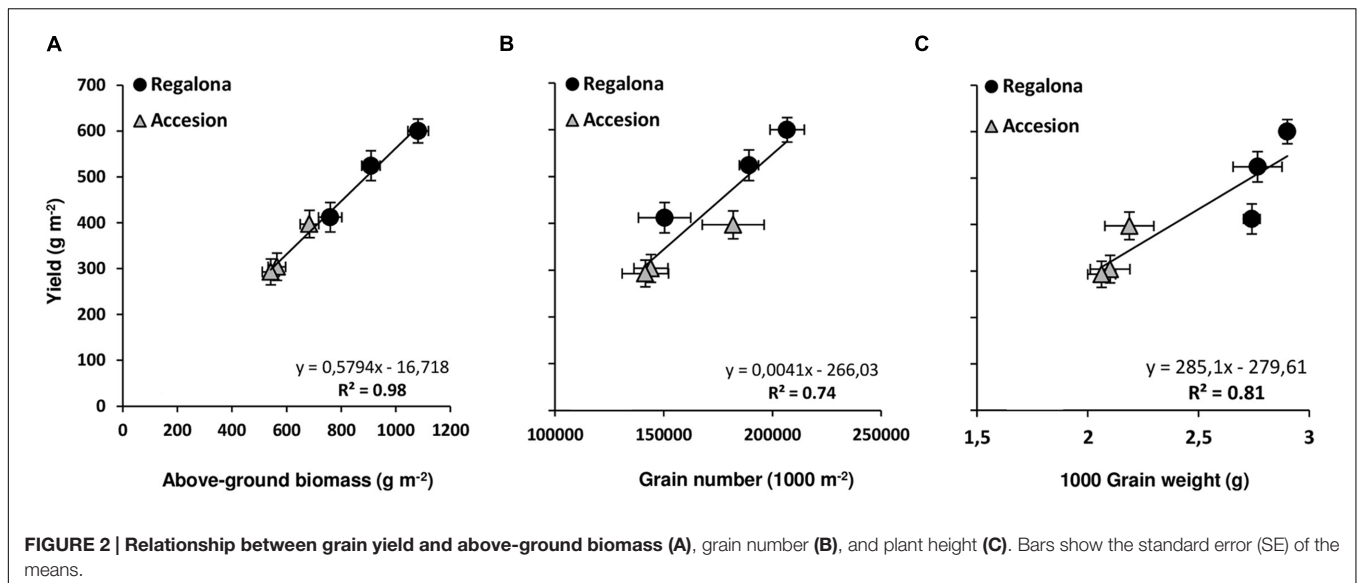 A
B
C
700
600
500
400
300
200
100
0
Yield (g m-2)
Regalona
Accesion
y = 0,5794x - 16,718
R² = 0.98
0 200 400 600 800 1000 1200
Above-ground biomass (g m-2)
Regalona
Accesion
y = 0,0041x - 266,03
R² = 0.74
100000 150000 200000 250000
Grain number (1000 m-2)
Regalona
Accesion
y = 285,1x - 279,61
R² = 0.81
1,5 2 2,5 3
1000 Grain weight (g)
FIGURE 2 | Relationship between grain yield and above-ground biomass (A), grain number (B), and plant height (C). Bars show the standard error (SE) of the
means.